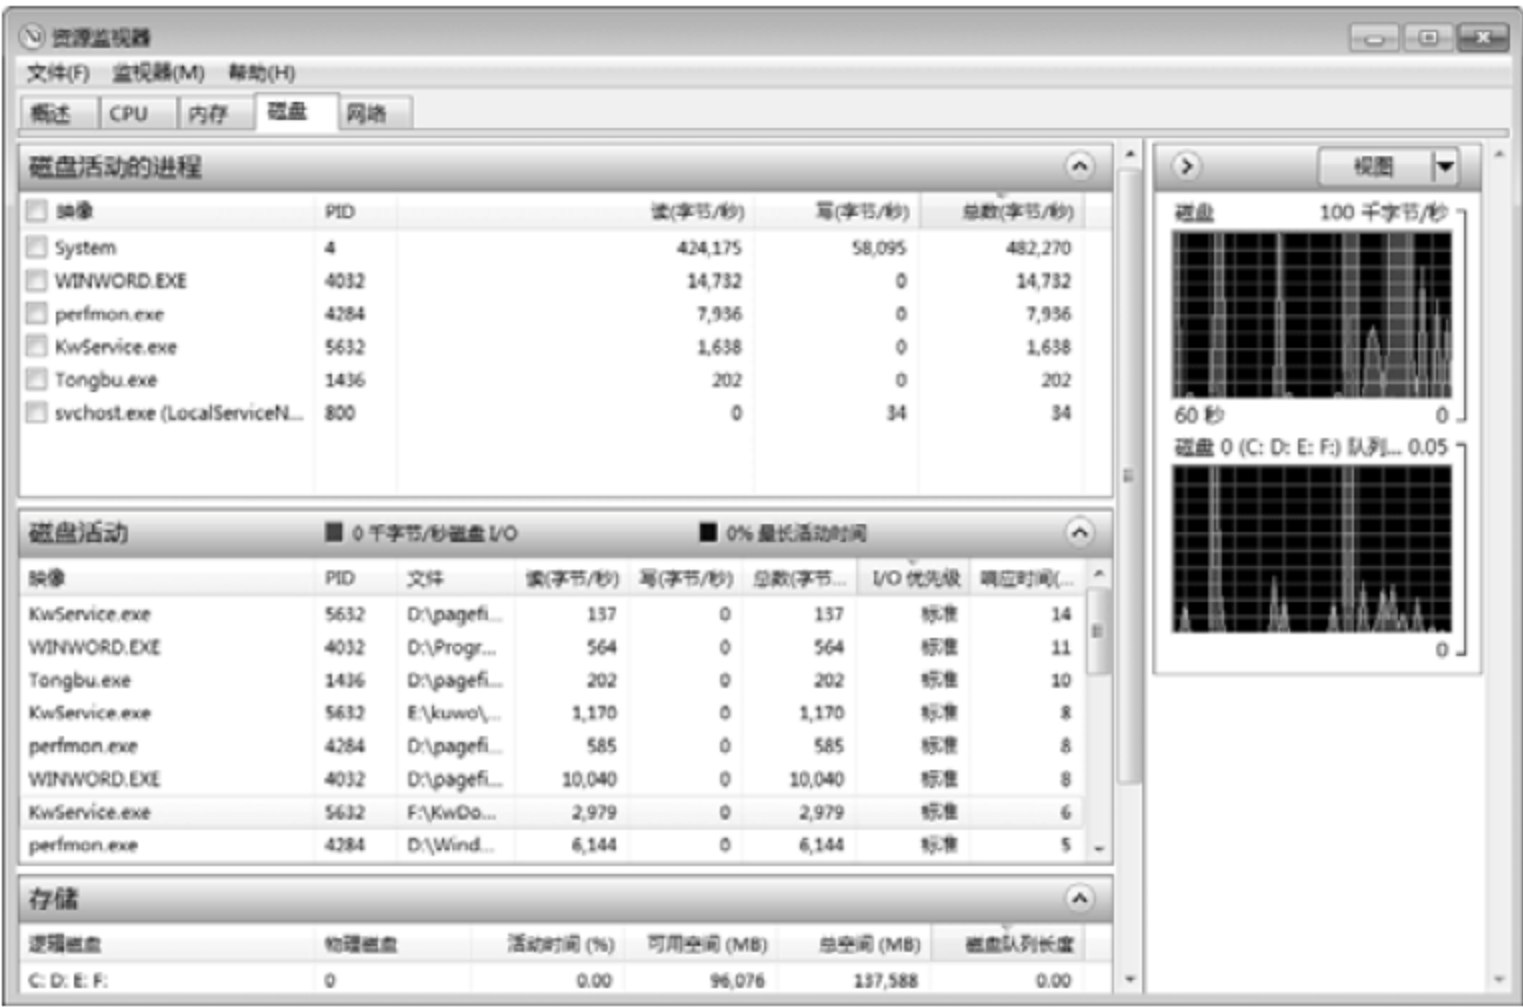 资源监视器
文件(F) 监视器(M) 帮助(H)
概述 CPU 内存 磁盘 网络
磁盘活动的进程
映像 PID 读(字节/秒) 写(字节/秒) 总数(字节/秒)
System 4 424,175 58,095 482,270
WINWORD.EXE 4032 14,732 0 14,732
perfmon.exe 4284 7,936 0 7,936
KwService.exe 5632 1,638 0 1,638
Tongbu.exe 1436 202 0 202
svchost.exe (LocalServiceN... 800 0 34 34
磁盘活动 0 千字节/秒磁盘 I/O 0% 最长活动时间
映像 PID 文件 读(字节/秒) 写(字节/秒) 总数(字节... I/O 优先级 响应时间(...
KwService.exe 5632 D:\pagefi... 137 0 137 标准 14
WINWORD.EXE 4032 D:\Progr... 564 0 564 标准 11
Tongbu.exe 1436 D:\pagefi... 202 0 202 标准 10
KwService.exe 5632 E:\kuwo\... 1,170 0 1,170 标准 8
perfmon.exe 4284 D:\pagefi... 585 0 585 标准 8
WINWORD.EXE 4032 D:\pagefi... 10,040 0 10,040 标准 8
KwService.exe 5632 F:\KwDo... 2,979 0 2,979 标准 6
perfmon.exe 4284 D:\Wind... 6,144 0 6,144 标准 5
存储
逻辑磁盘 物理磁盘 活动时间 (%) 可用空间 (MB) 总空间 (MB) 磁盘队列长度
C: D: E: F: 0 0.00 96,076 137,588 0.00
视图
磁盘 100 千字节/秒
60 秒 0
磁盘 0 (C: D: E: F:) 队列... 0.05
0